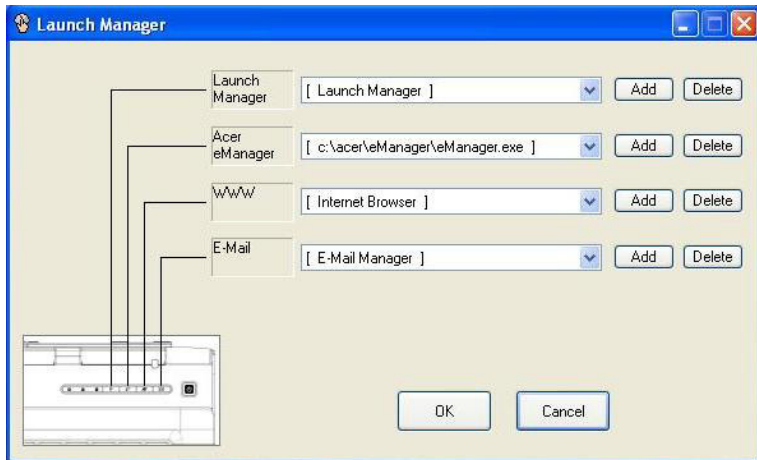 Launch Manager
Launch
Manager
[ Launch Manager ]
Add
Delete
Acer
eManager
[ c:\acer\eManager\eManager.exe ]
Add
Delete
WWW
[ Internet Browser ]
Add
Delete
E-Mail
[ E-Mail Manager ]
Add
Delete
OK
Cancel